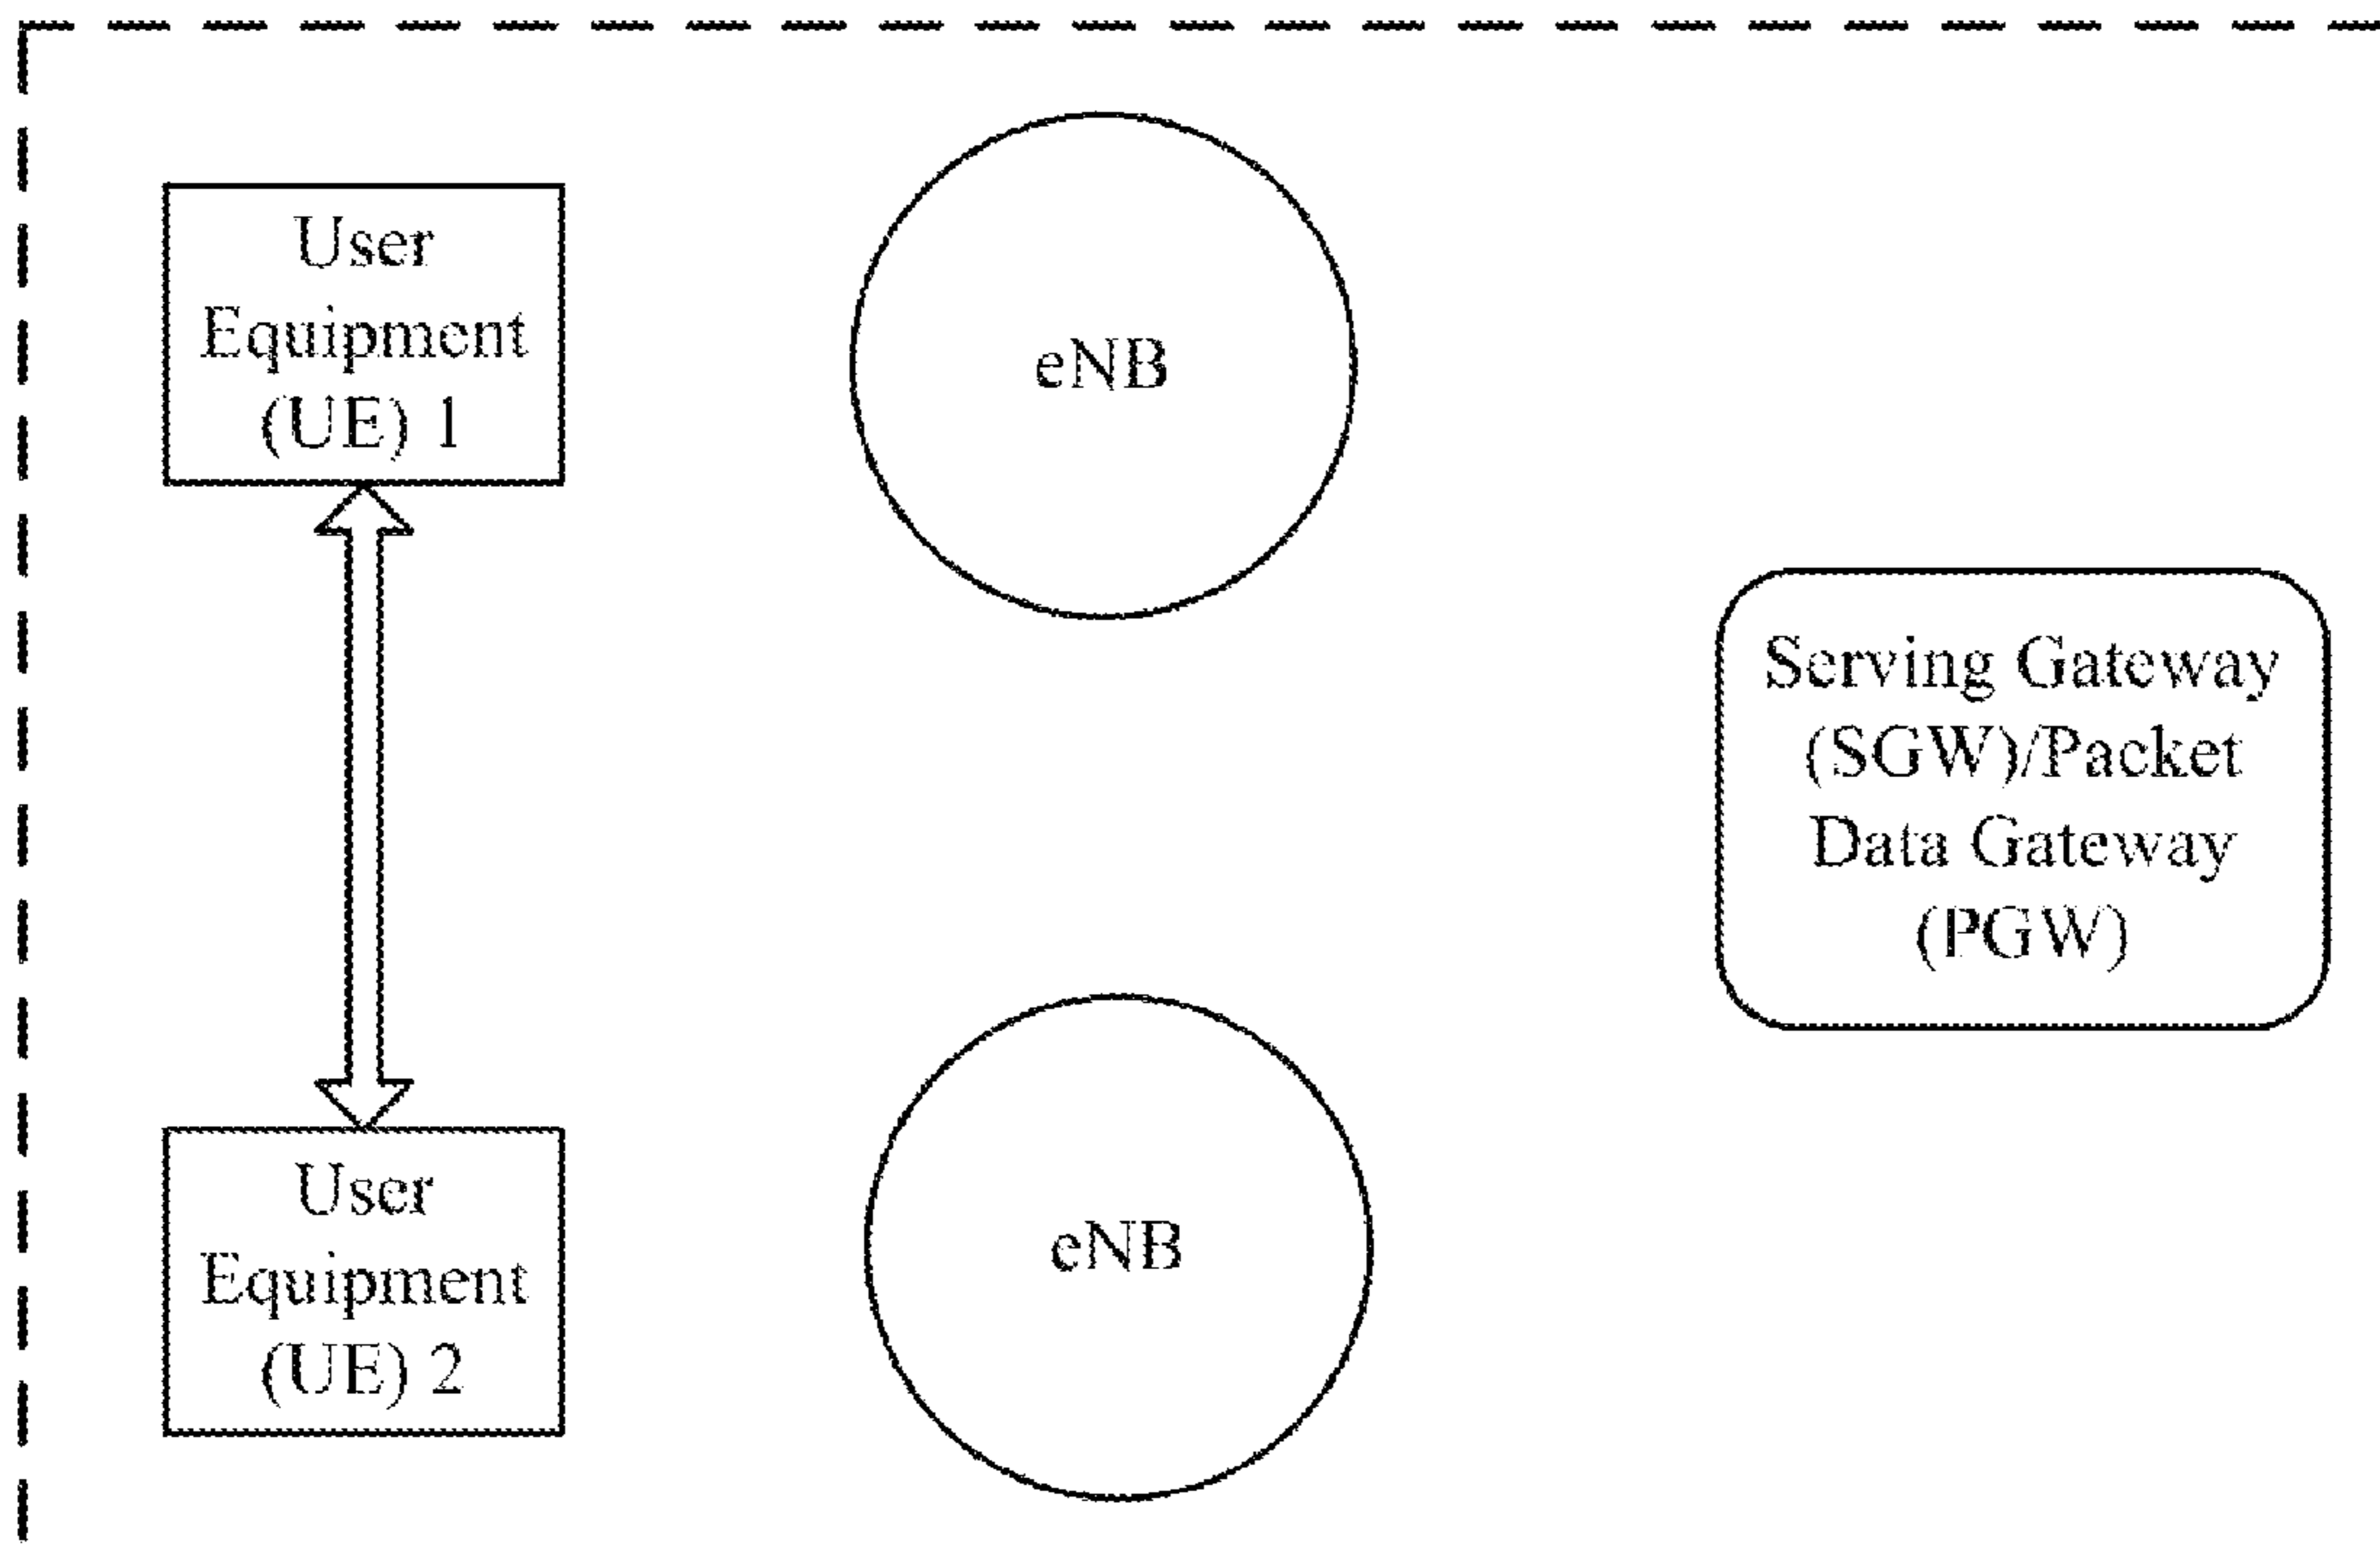 User
Equipment
(UE) 1
eNB
Serving Gateway
(SGW)/Packet
Data Gateway
(PGW)
User
Equipment
(UE) 2
eNB